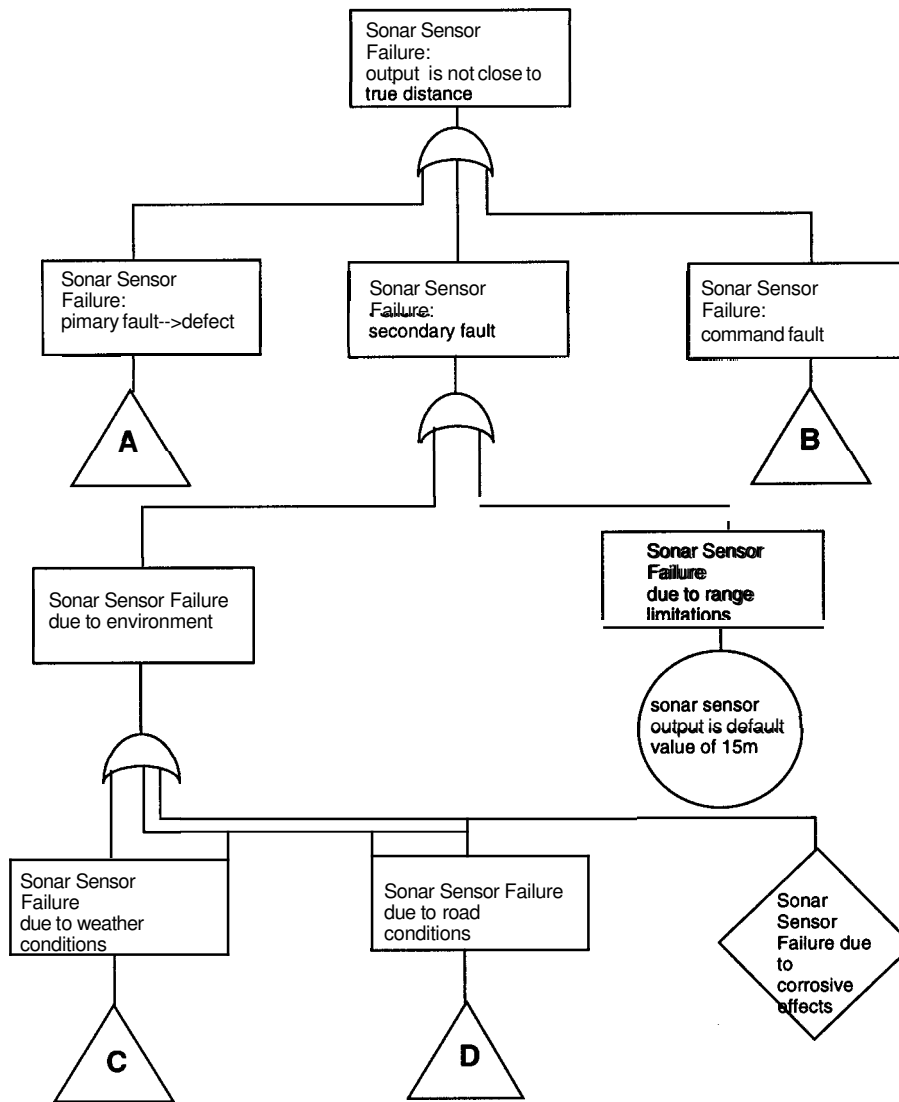 Sonar Sensor
Failure:
output is not close to
true distance
Sonar Sensor
Failure:
pimary fault-->defect
Sonar Sensor
Failure:
secondary fault
Sonar Sensor
Failure:
command fault
A
B
Sonar Sensor Failure
due to environment
Sonar Sensor
Failure
due to range
limitations
sonar sensor
output is default
value of 15m
Sonar Sensor
Failure
due to weather
conditions
Sonar Sensor Failure
due to road
conditions
Sonar
Sensor
Failure due
to
corrosive
effects
C
D